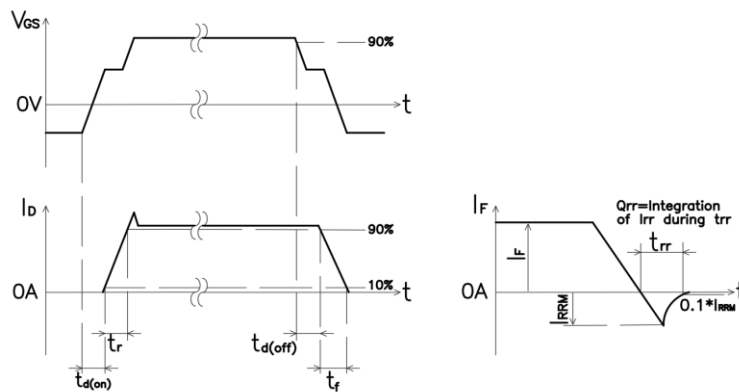 VGS
90%
0V
t
ID
90%
10%
0A
t
tr
td(off)
td(on)
tf
IF
Qrr=Integration
of Irr during trr
trr
IF
0A
t
IRRM
0.1*IRRM